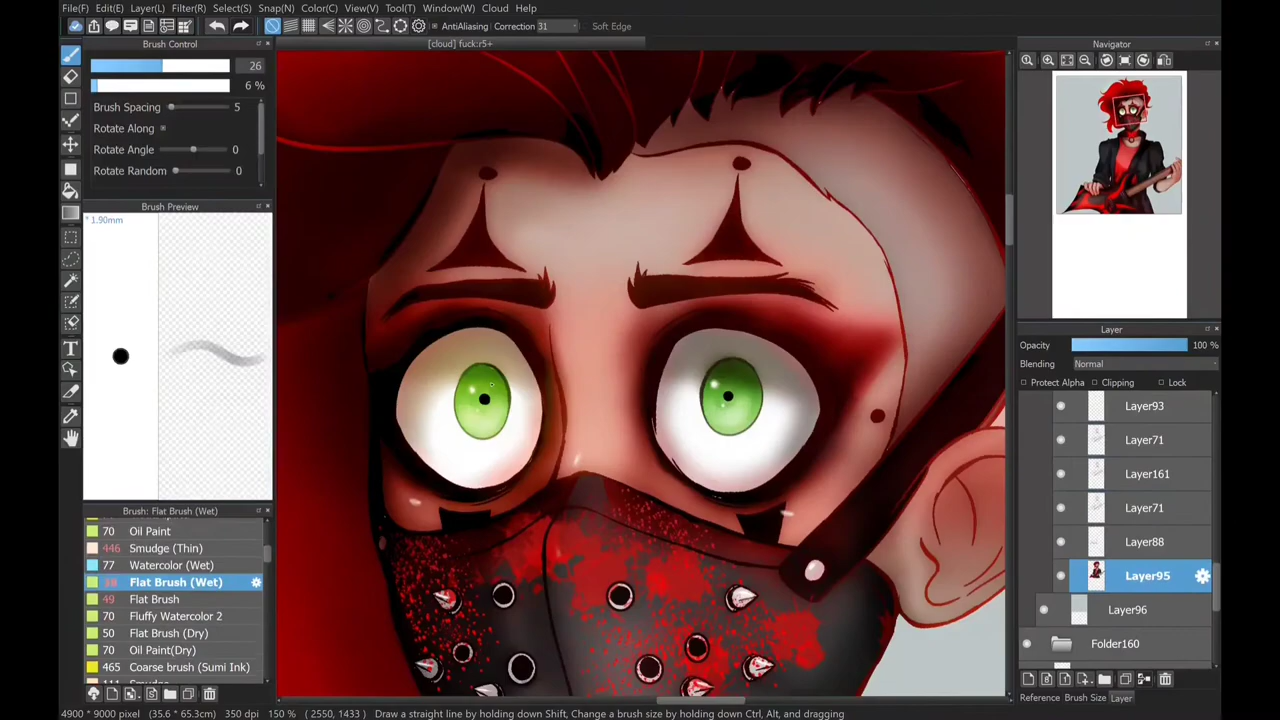 File(F) Edit(E) Layer(L) Filter(R) Select(S) Snap(N) Color(C) View(V) Tool(T) Window(W) Cloud Help
AntiAliasing Correction 31 Soft Edge
Brush Control
[cloud] fuck:r5+
Navigator
26
6 %
Brush Spacing 5
Rotate Along
Rotate Angle 0
Rotate Random 0
Brush Preview
* 1.90mm
Layer
Opacity 100 %
Blending Normal
Protect Alpha Clipping Lock
Layer93
Layer71
Layer161
Layer71
Layer88
Layer95
Layer96
Folder160
Brush: Flat Brush (Wet)
70 Oil Paint
446 Smudge (Thin)
77 Watercolor (Wet)
Flat Brush (Wet)
49 Flat Brush
70 Fluffy Watercolor 2
50 Flat Brush (Dry)
70 Oil Paint(Dry)
465 Coarse brush (Sumi Ink)
Reference Brush Size Layer
4900 * 9000 pixel (35.6 * 65.3cm) 350 dpi 150 % ( 2550, 1433 ) Draw a straight line by holding down Shift, Change a brush size by holding down Ctrl, Alt, and dragging